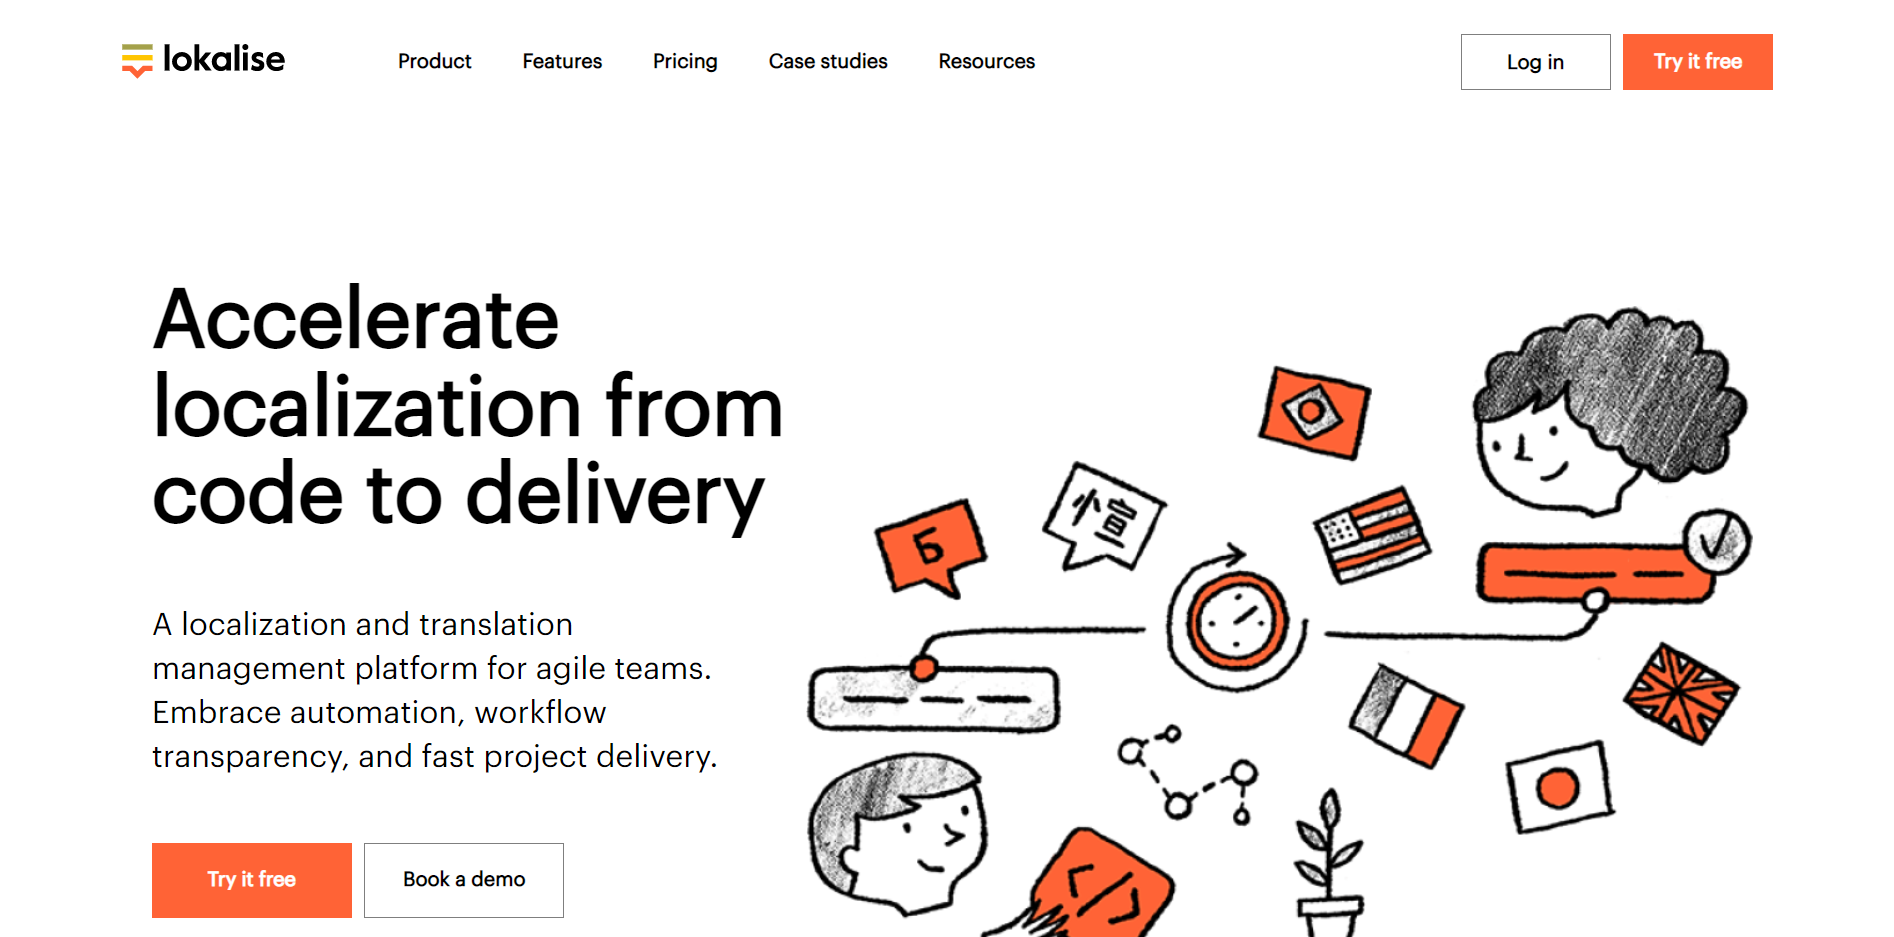 lokalise
Product
Features
Pricing
Case studies
Resources
Log in
Try it free
Accelerate
localization from
code to delivery
A localization and translation
management platform for agile teams.
Embrace automation, workflow
transparency, and fast project delivery.
Try it free
Book a demo
Б
愃
</>